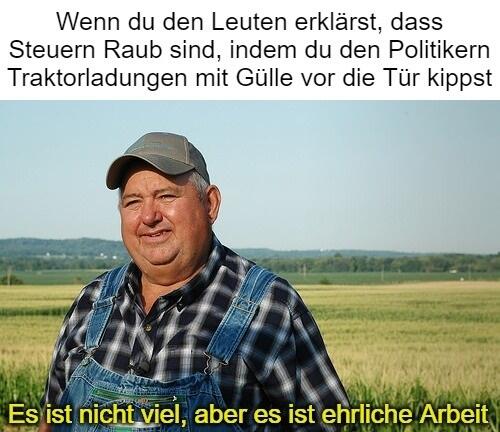 Wenn du den Leuten erklärst, dass
Steuern Raub sind, indem du den Politikern
Traktorladungen mit Gülle vor die Tür kippst
Es ist nicht viel, aber es ist ehrliche Arbeit